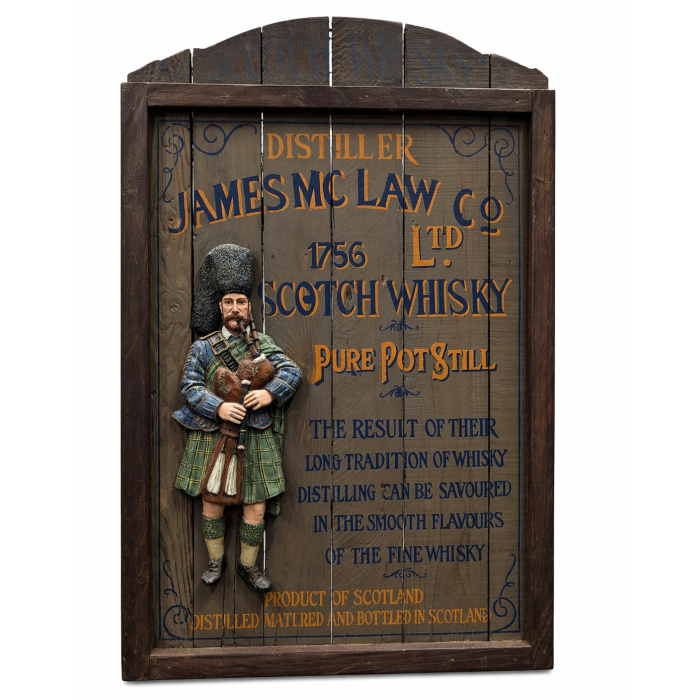 DISTILLER
JAMES MC LAW CO
LTD.
1756
SCOTCH WHISKY
PURE POT STILL
THE RESULT OF THEIR
LONG TRADITION OF WHISKY
DISTILLING CAN BE SAVOURED
IN THE SMOOTH FLAVOURS
OF THE FINE WHISKY
PRODUCT OF SCOTLAND
DISTILLED MATURED AND BOTTLED IN SCOTLAND